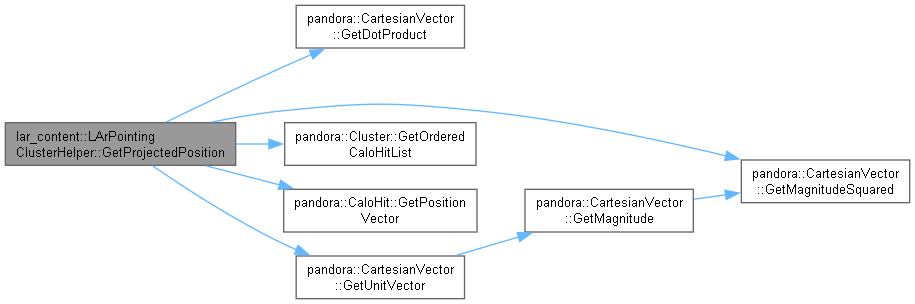 pandora::CartesianVector
::GetDotProduct
lar_content::LArPointing
ClusterHelper::GetProjectedPosition
pandora::Cluster::GetOrdered
CaloHitList
pandora::CartesianVector
::GetMagnitudeSquared
pandora::CaloHit::GetPosition
Vector
pandora::CartesianVector
::GetMagnitude
pandora::CartesianVector
::GetUnitVector